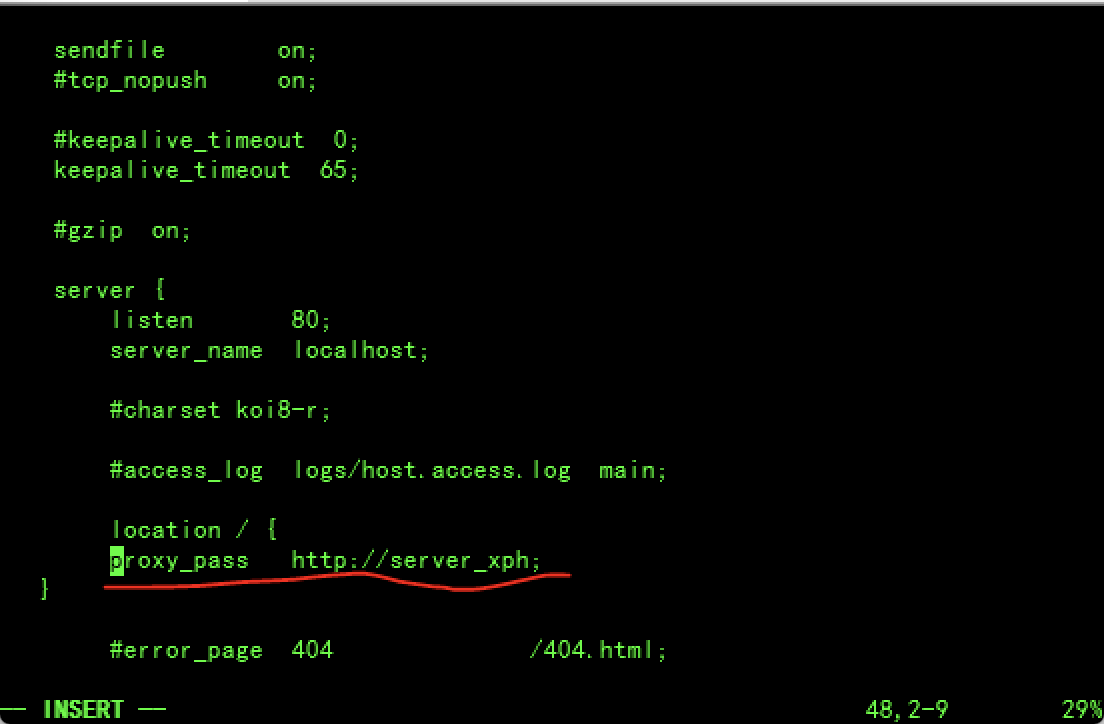 sendfile        on;
#tcp_nopush     on;
#keepalive_timeout  0;
keepalive_timeout  65;
#gzip  on;
server {
listen       80;
server_name  localhost;
#charset koi8-r;
#access_log  logs/host.access.log  main;
location / {
proxy_pass   http://server_xph;
}
#error_page  404              /404.html;
-- INSERT --                                                  48,2-9        29%